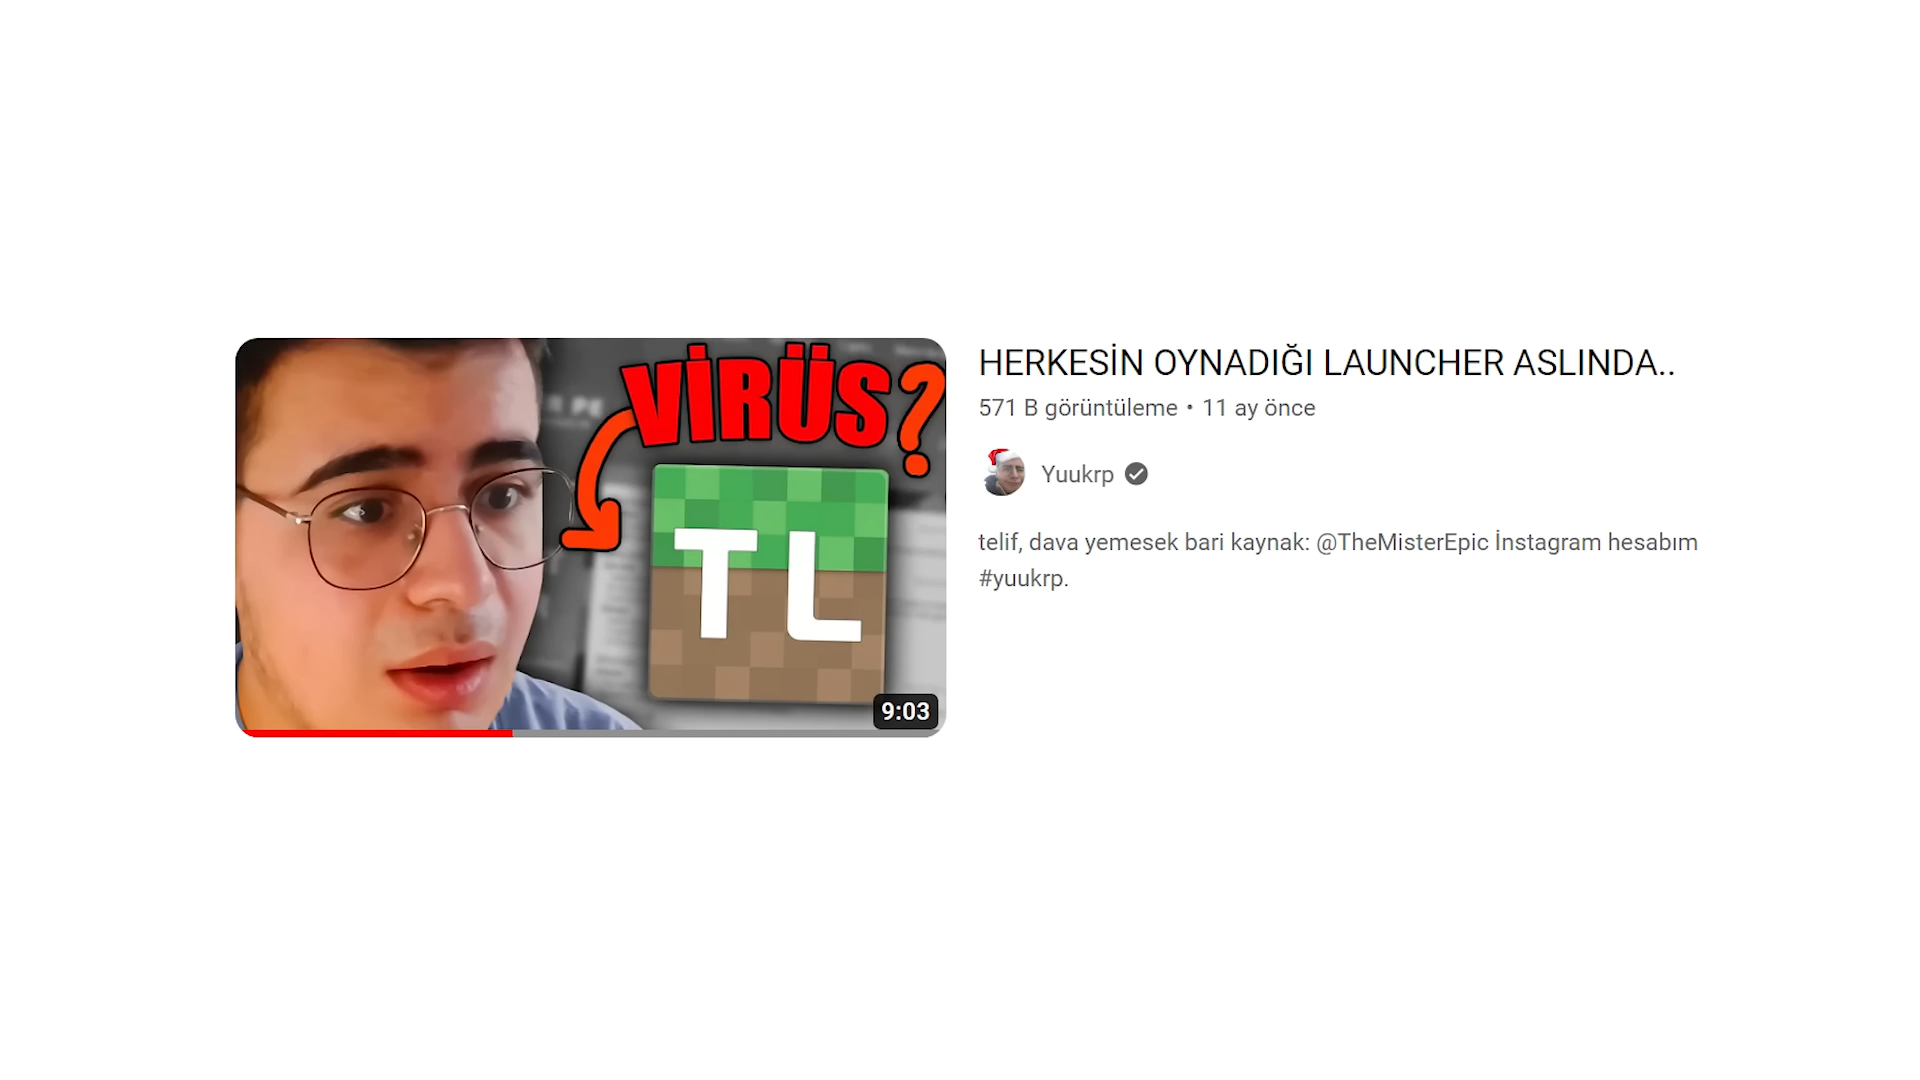 VİRÜS?
TL
9:03
HERKESİN OYNADIĞI LAUNCHER ASLINDA..
571 B görüntüleme • 11 ay önce
Yuukrp
telif, dava yemesek bari kaynak: @TheMisterEpic İnstagram hesabım
#yuukrp.